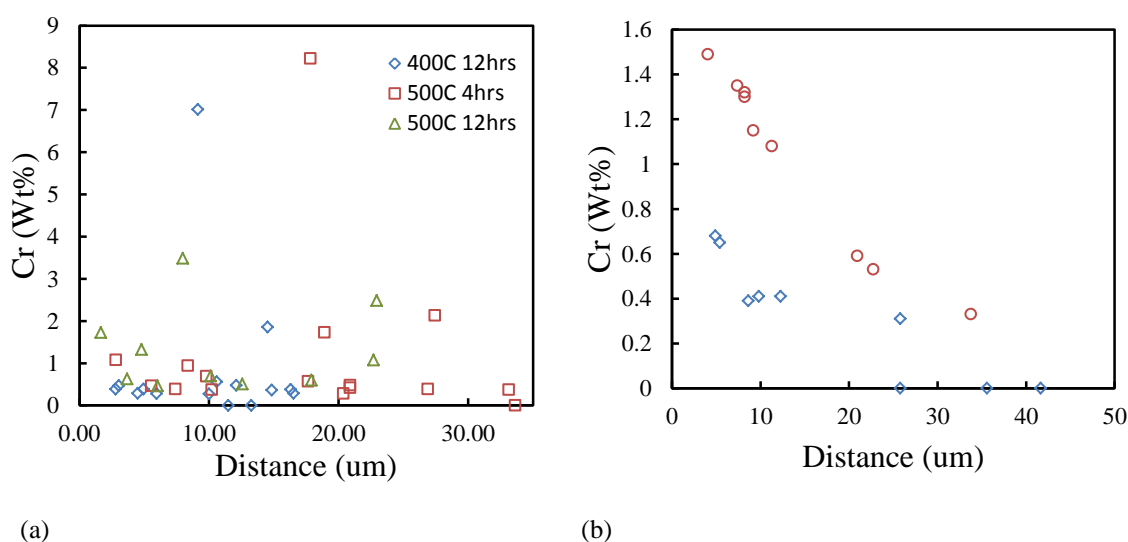 9
8
7
6
5
4
3
2
1
0
0.00 10.00 20.00 30.00
Cr (Wt%)
Distance (um)
400C 12hrs
500C 4hrs
500C 12hrs
(a)
1.6
1.4
1.2
1
0.8
0.6
0.4
0.2
0
0 10 20 30 40 50
Cr (Wt%)
Distance (um)
(b)